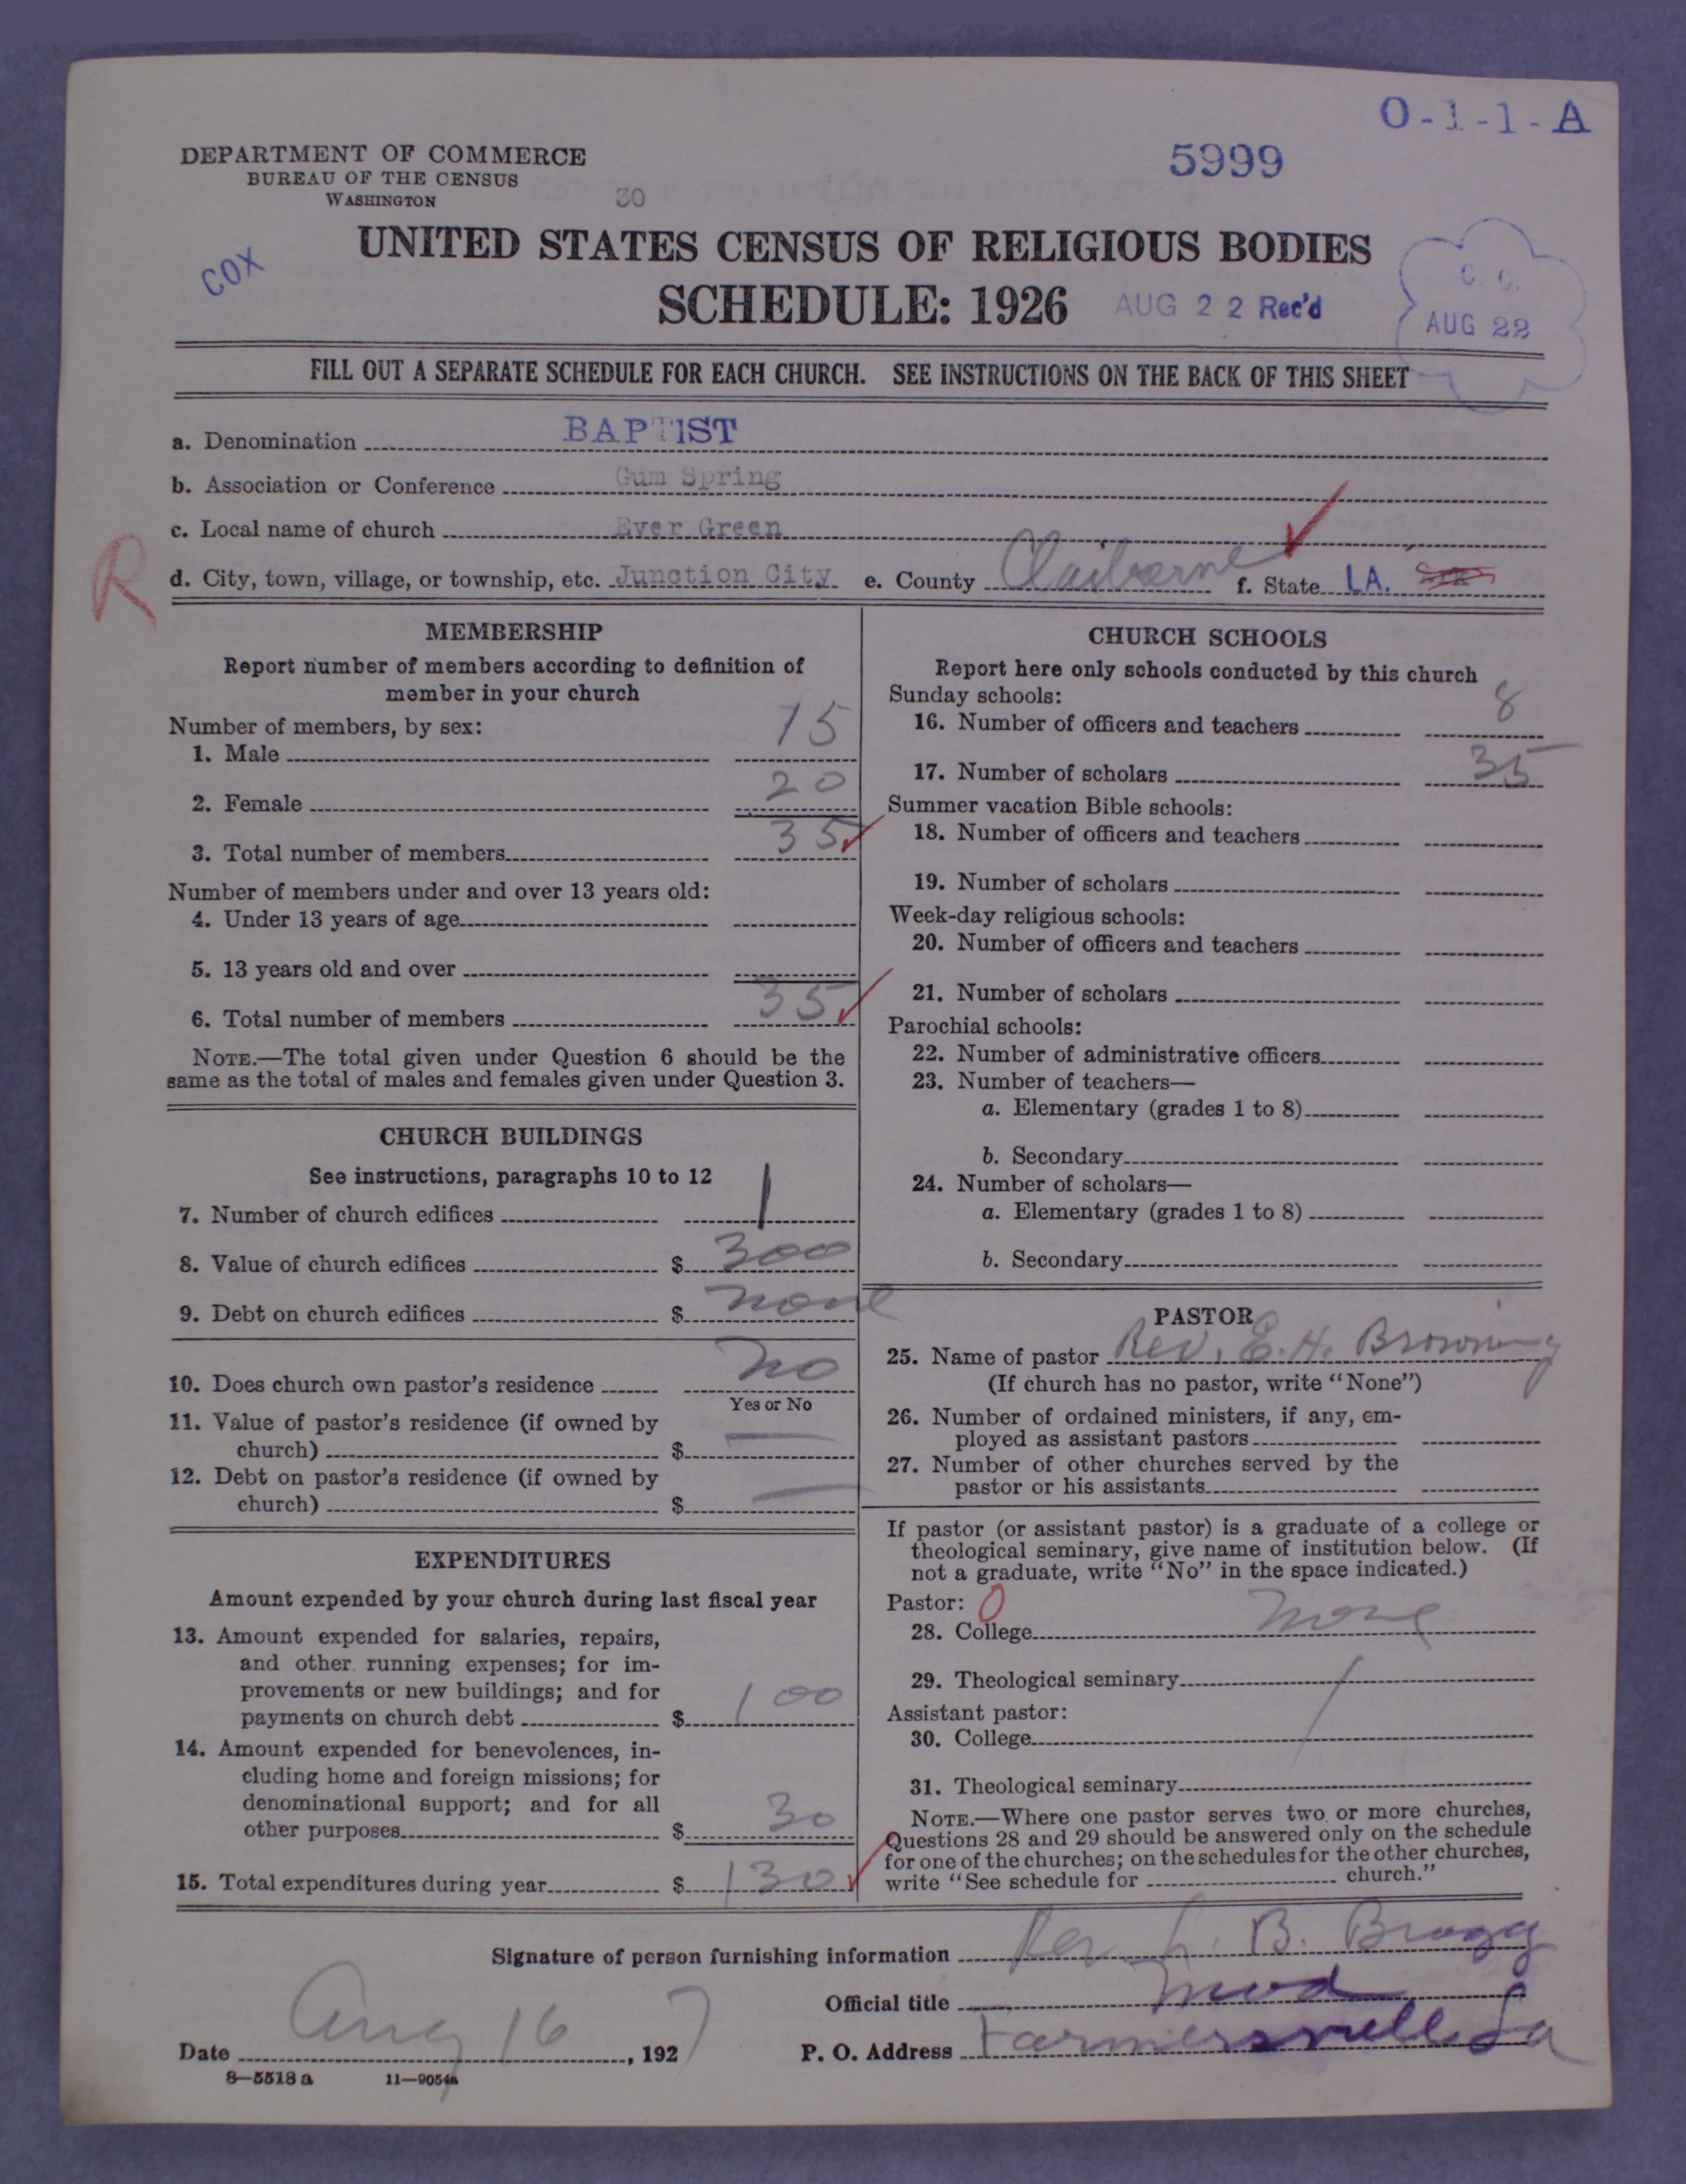 O-1-1-A
DEPARTMENT OF COMMERCE
BUREAU OF THE CENSUS
WASHINGTON
5999
30
UNITED STATES CENSUS OF RELIGIOUS BODIES
COX
SCHEDULE: 1926
AUG 22 Rec'd
C. C.
AUG 22
FILL OUT A SEPARATE SCHEDULE FOR EACH CHURCH. SEE INSTRUCTIONS ON THE BACK OF THIS SHEET
a. Denomination BAPTIST
b. Association or Conference Gum Spring
c. Local name of church Ever Green
R
d. City, town, village, or township, etc. Junction City e. County Claiborne f. State LA.
MEMBERSHIP
Report number of members according to definition of
member in your church
Number of members, by sex:
1. Male 15
2. Female 20
3. Total number of members 35
Number of members under and over 13 years old:
4. Under 13 years of age
5. 13 years old and over
6. Total number of members 35
NOTE.—The total given under Question 6 should be the
same as the total of males and females given under Question 3.
CHURCH BUILDINGS
See instructions, paragraphs 10 to 12
7. Number of church edifices 1
8. Value of church edifices $ 300
9. Debt on church edifices $ none
10. Does church own pastor's residence no
Yes or No
11. Value of pastor's residence (if owned by
church) $ —
12. Debt on pastor's residence (if owned by
church) $ —
EXPENDITURES
Amount expended by your church during last fiscal year
13. Amount expended for salaries, repairs,
and other running expenses; for im-
provements or new buildings; and for
payments on church debt $ 100
14. Amount expended for benevolences, in-
cluding home and foreign missions; for
denominational support; and for all
other purposes $ 30
15. Total expenditures during year $ 130
CHURCH SCHOOLS
Report here only schools conducted by this church
Sunday schools:
16. Number of officers and teachers 8
17. Number of scholars 35
Summer vacation Bible schools:
18. Number of officers and teachers
19. Number of scholars
Week-day religious schools:
20. Number of officers and teachers
21. Number of scholars
Parochial schools:
22. Number of administrative officers
23. Number of teachers—
a. Elementary (grades 1 to 8)
b. Secondary
24. Number of scholars—
a. Elementary (grades 1 to 8)
b. Secondary
PASTOR
25. Name of pastor Rev. E. H. Browning
(If church has no pastor, write "None")
26. Number of ordained ministers, if any, em-
ployed as assistant pastors
27. Number of other churches served by the
pastor or his assistants
If pastor (or assistant pastor) is a graduate of a college or
theological seminary, give name of institution below. (If
not a graduate, write "No" in the space indicated.)
Pastor: 0
28. College none
29. Theological seminary
Assistant pastor:
30. College
31. Theological seminary
NOTE.—Where one pastor serves two or more churches,
Questions 28 and 29 should be answered only on the schedule
for one of the churches; on the schedules for the other churches,
write "See schedule for church."
Signature of person furnishing information Rev. L. B. Bragg
Official title Mod
Date Aug 16, 1927 P. O. Address Farmersville La
8—5518 a 11—9054a